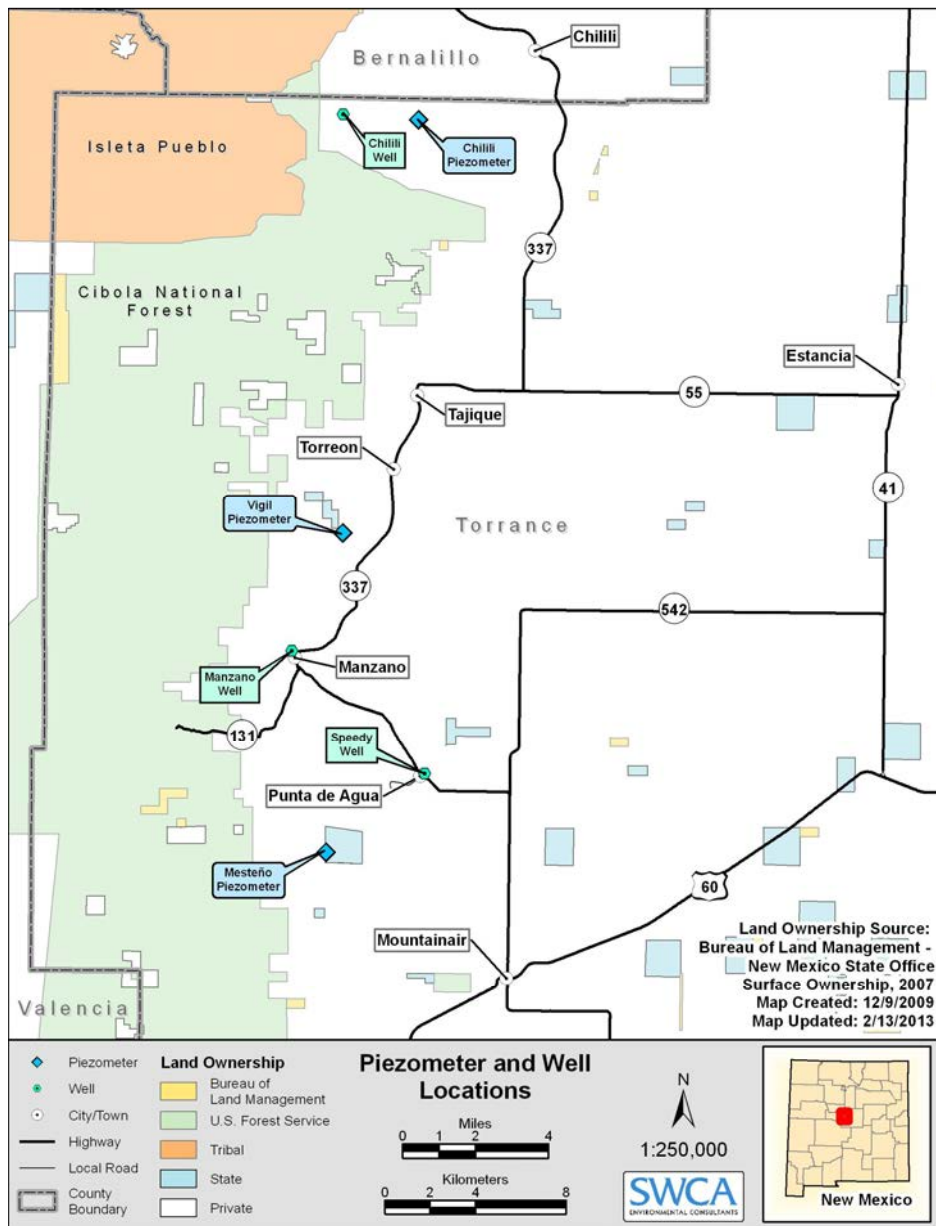 Chilili
Bernalillo
Isleta Pueblo
Chilili
Well
Chilili
Piezometer
337
Cibola National
Forest
Estancia
55
Tajique
Torreon
41
Vigil
Piezometer
Torrance
337
542
Manzano
Manzano
Well
131
Speedy
Well
Punta de Agua
Mesteño
Piezometer
60
Mountainair
Valencia
Land Ownership Source:
Bureau of Land Management -
New Mexico State Office
Surface Ownership, 2007
Map Created: 12/9/2009
Map Updated: 2/13/2013
Piezometer
Well
City/Town
Highway
Local Road
County
Boundary
Land Ownership
Bureau of
Land Management
U.S. Forest Service
Tribal
State
Private
Piezometer and Well
Locations
Miles
0 1 2 4
Kilometers
0 2 4 8
N
1:250,000
SWCA
ENVIRONMENTAL CONSULTANTS
New Mexico